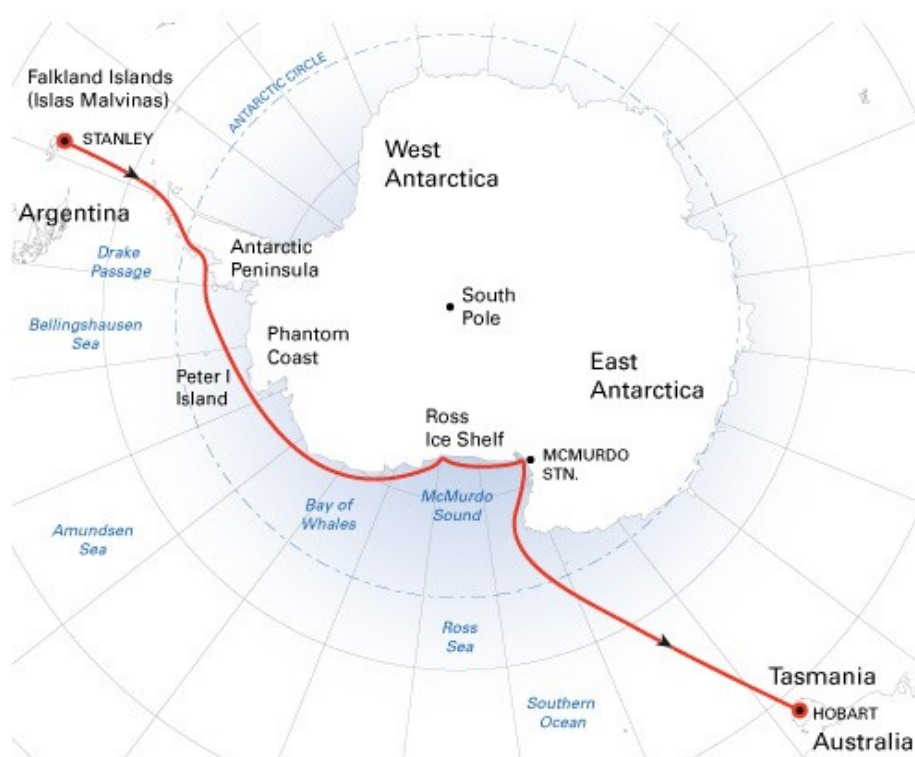 Falkland Islands
(Islas Malvinas)
STANLEY
ANTARCTIC CIRCLE
West
Antarctica
Argentina
Drake
Passage
Antarctic
Peninsula
South
Pole
Bellingshausen
Sea
Phantom
Coast
Peter I
Island
East
Antarctica
Ross
Ice Shelf
MCMURDO
STN.
Bay of
Whales
McMurdo
Sound
Amundsen
Sea
Ross
Sea
Tasmania
Southern
Ocean
HOBART
Australia